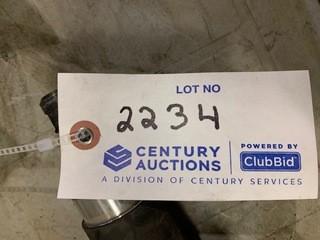 LOT NO
2234
CENTURY AUCTIONS
POWERED BY
ClubBid
A DIVISION OF CENTURY SERVICES